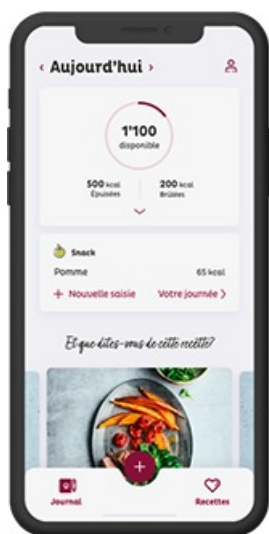 ‹ Aujourd'hui ›
1'100
disponible
500 kcal
Épuisées
200 kcal
Brûlées
Snack
Pomme 65 kcal
+ Nouvelle saisie Votre journée >
Et que dites-vous de cette recette?
+
Journal Recettes